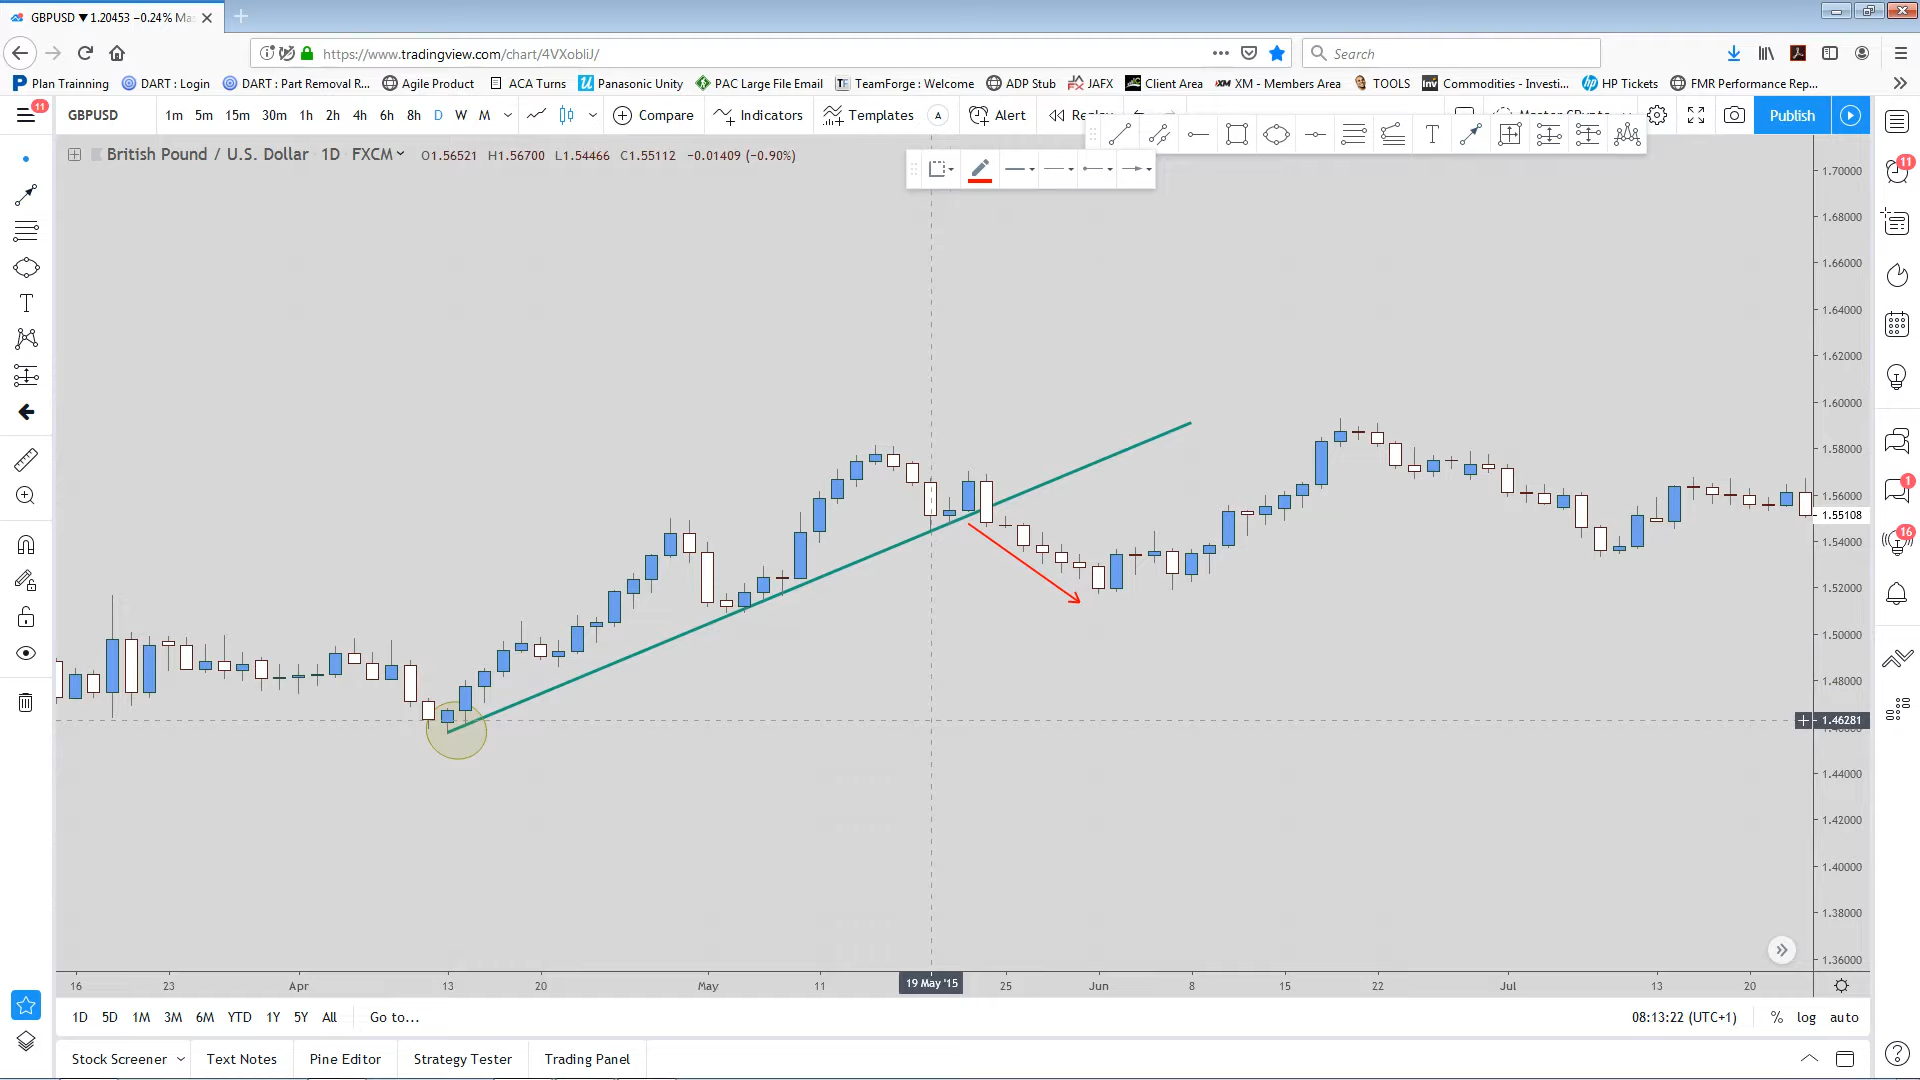 GBPUSD ▼ 1.20453 −0.24% Ma
https://www.tradingview.com/chart/4VXobliJ/
Search
Plan Trainning DART : Login DART : Part Removal R... Agile Product ACA Turns Panasonic Unity PAC Large File Email TeamForge : Welcome ADP Stub JAFX Client Area XM - Members Area TOOLS Commodities - Investi... HP Tickets FMR Performance Rep...
11
GBPUSD 1m 5m 15m 30m 1h 2h 4h 6h 8h D W M Compare Indicators Templates A Alert Publish
British Pound / U.S. Dollar 1D FXCM O1.56521 H1.56700 L1.54466 C1.55112 −0.01409 (−0.90%)
11
1.70000
1.68000
1.66000
1.64000
1.62000
1.60000
1.58000
1.56000
1.55108
1.54000
1.52000
1.50000
1.48000
1.46281
1.44000
1.42000
1.40000
1.38000
1.36000
1
16
16 23 Apr 13 20 May 11 19 May '15 25 Jun 8 15 22 Jul 13 20
1D 5D 1M 3M 6M YTD 1Y 5Y All Go to... 08:13:22 (UTC+1) % log auto
Stock Screener Text Notes Pine Editor Strategy Tester Trading Panel